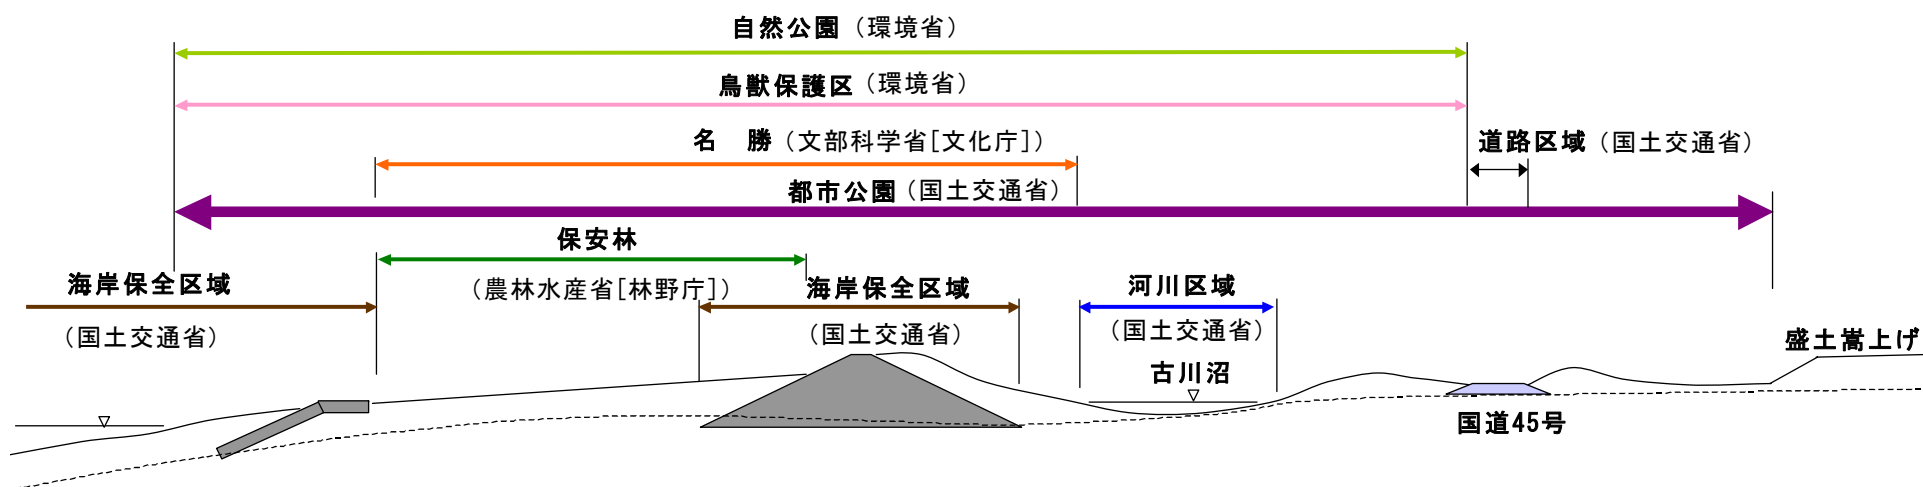 自然公園（環境省）
鳥獣保護区（環境省）
名　勝（文部科学省[文化庁]）
道路区域（国土交通省）
都市公園（国土交通省）
保安林
（農林水産省[林野庁]）
海岸保全区域
（国土交通省）
海岸保全区域
（国土交通省）
河川区域
（国土交通省）
古川沼
盛土嵩上げ
国道45号